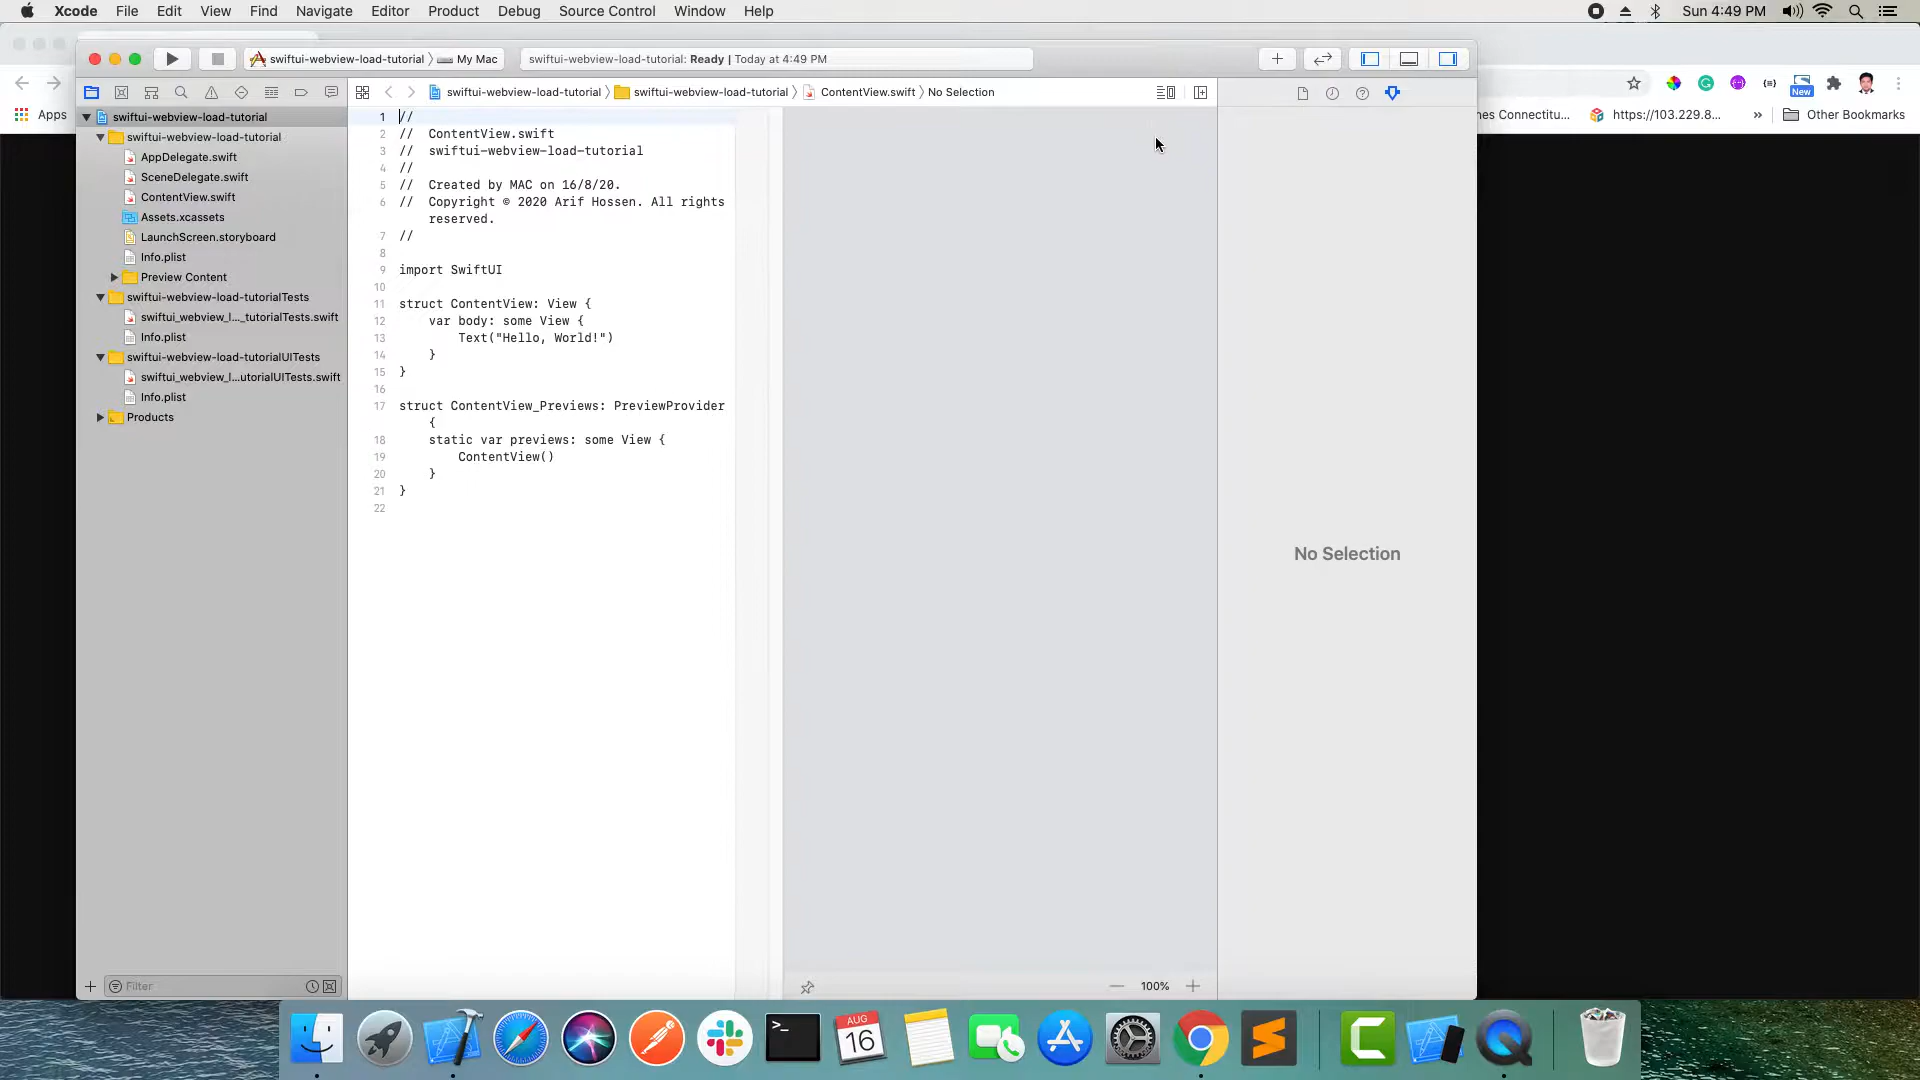 Xcode File Edit View Find Navigate Editor Product Debug Source Control Window Help
Sun 4:49 PM
swiftui-webview-load-tutorial My Mac
swiftui-webview-load-tutorial: Ready | Today at 4:49 PM
swiftui-webview-load-tutorial swiftui-webview-load-tutorial ContentView.swift No Selection
New
Apps
nes Connectitu...
https://103.229.8...
»
Other Bookmarks
swiftui-webview-load-tutorial
swiftui-webview-load-tutorial
AppDelegate.swift
SceneDelegate.swift
ContentView.swift
Assets.xcassets
LaunchScreen.storyboard
Info.plist
Preview Content
swiftui-webview-load-tutorialTests
swiftui_webview_l..._tutorialTests.swift
Info.plist
swiftui-webview-load-tutorialUITests
swiftui_webview_l...utorialUITests.swift
Info.plist
Products
Filter
1 //
2 // ContentView.swift
3 // swiftui-webview-load-tutorial
4 //
5 // Created by MAC on 16/8/20.
6 // Copyright © 2020 Arif Hossen. All rights
reserved.
7 //
8
9 import SwiftUI
10
11 struct ContentView: View {
12 var body: some View {
13 Text("Hello, World!")
14 }
15 }
16
17 struct ContentView_Previews: PreviewProvider
{
18 static var previews: some View {
19 ContentView()
20 }
21 }
22
100%
No Selection
>_
AUG
16